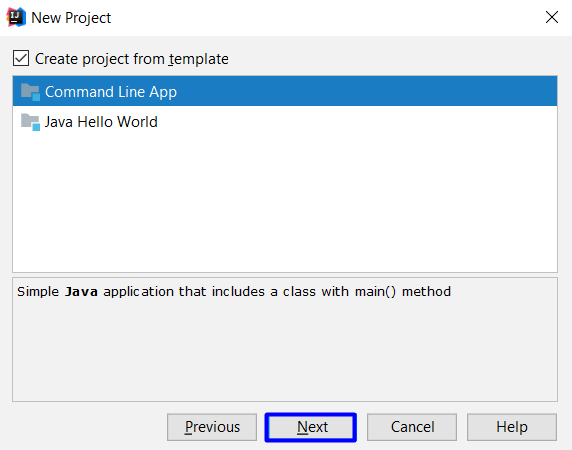 New Project
Create project from template
Command Line App
Java Hello World
Simple Java application that includes a class with main() method
Previous Next Cancel Help